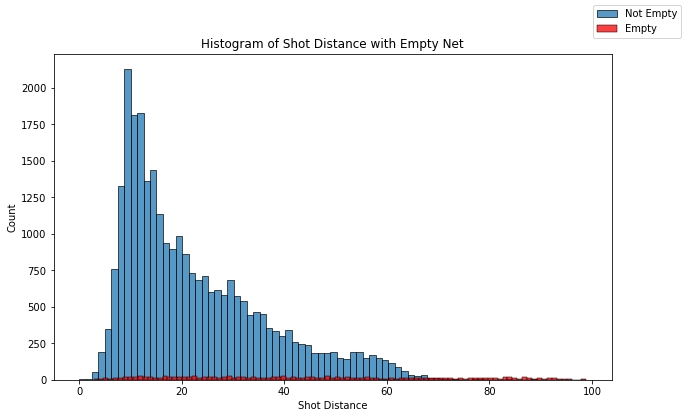 Not Empty
Empty
Histogram of Shot Distance with Empty Net
2000
1750
1500
1250
1000
750
500
250
0
Count
0 20 40 60 80 100
Shot Distance